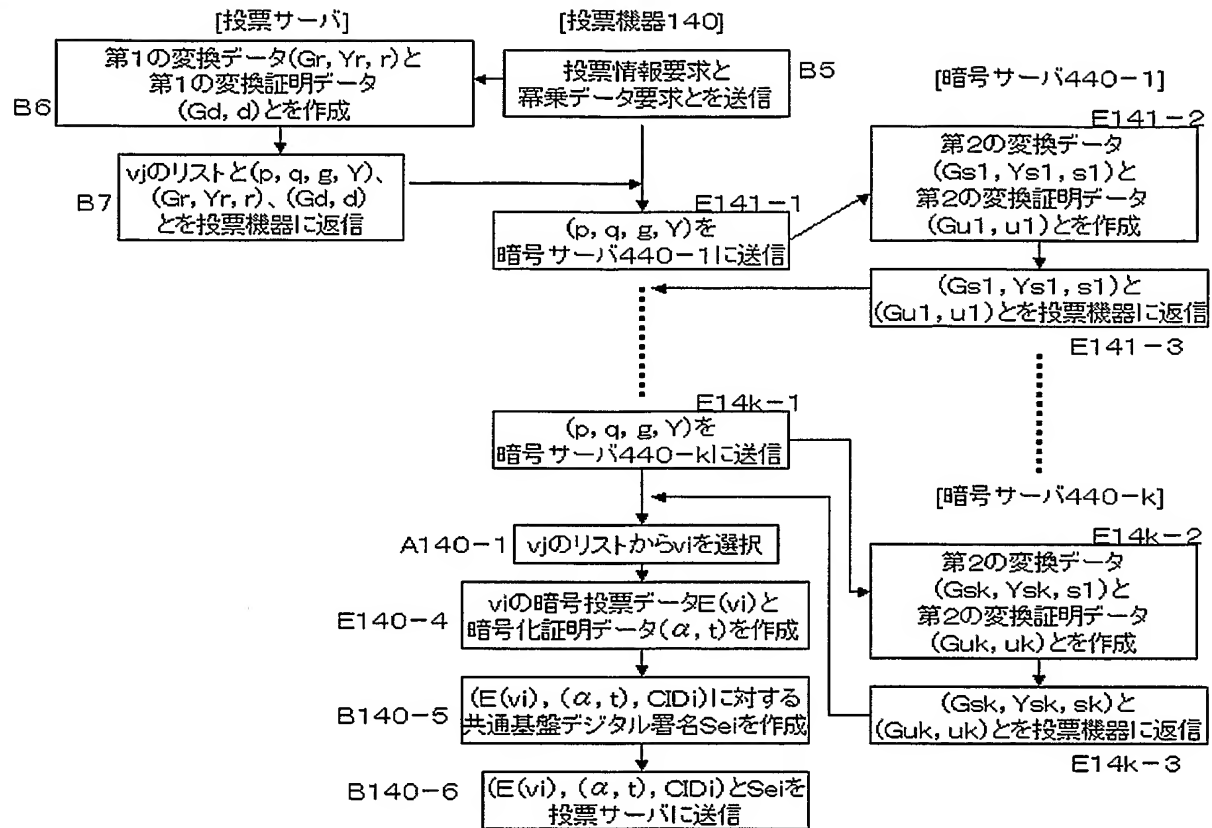 [投票サーバ]
[投票機器140]
第1の変換データ(Gr, Yr, r)と
第1の変換証明データ
(Gd, d)とを作成
B6
投票情報要求と
冪乗データ要求とを送信
B5
[暗号サーバ440-1]
vjのリストと(p, q, g, Y)、
(Gr, Yr, r)、(Gd, d)
とを投票機器に返信
B7
E141-1
(p, q, g, Y)を
暗号サーバ440-1に送信
E141-2
第2の変換データ
(Gs1, Ys1, s1)と
第2の変換証明データ
(Gu1, u1)とを作成
(Gs1, Ys1, s1)と
(Gu1, u1)とを投票機器に返信
E141-3
E14k-1
(p, q, g, Y)を
暗号サーバ440-kに送信
[暗号サーバ440-k]
A140-1
vjのリストからviを選択
E14k-2
第2の変換データ
(Gsk, Ysk, s1)と
第2の変換証明データ
(Guk, uk)とを作成
E140-4
viの暗号投票データE(vi)と
暗号化証明データ(α, t)を作成
B140-5
(E(vi), (α, t), CIDi)に対する
共通基盤デジタル署名Seiを作成
(Gsk, Ysk, sk)と
(Guk, uk)とを投票機器に返信
E14k-3
B140-6
(E(vi), (α, t), CIDi)とSeiを
投票サーバに送信